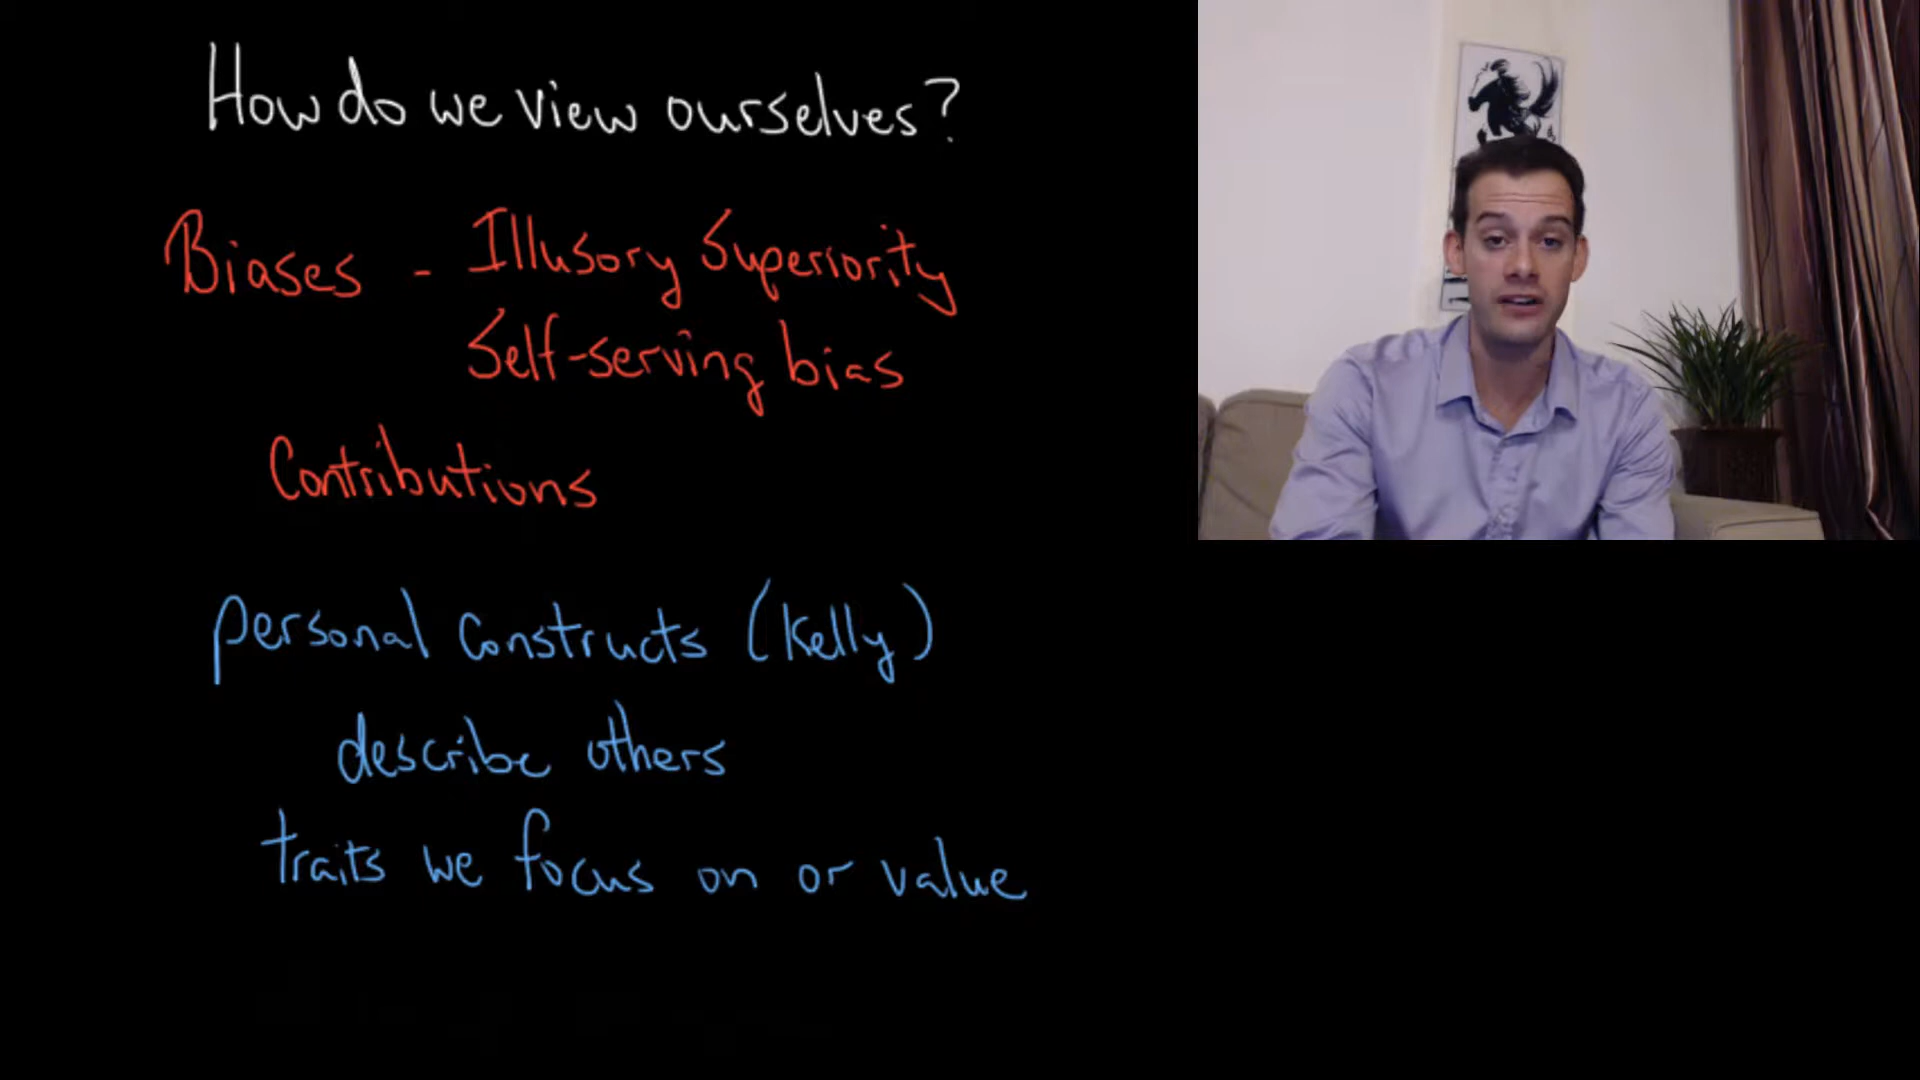 How do we view ourselves?
Biases - Illusory Superiority
Self-serving bias
Contributions
personal constructs (Kelly)
describe others
traits we focus on or value